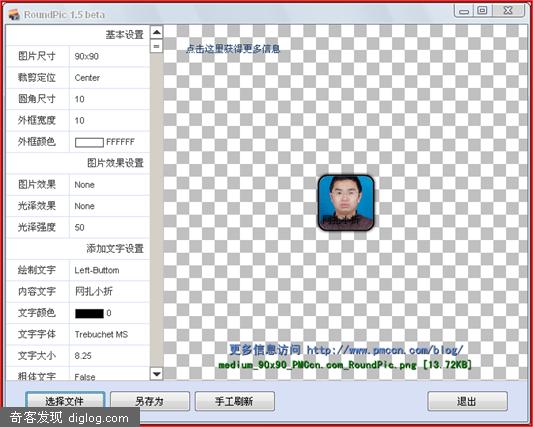 RoundPic 1.5 beta
基本设置
图片尺寸 90x90
裁剪定位 Center
圆角尺寸 10
外框宽度 10
外框颜色 FFFFFF
图片效果设置
图片效果 None
光泽效果 None
光泽强度 50
添加文字设置
绘制文字 Left-Buttom
内容文字 网扎小折
文字颜色 0
文字字体 Trebuchet MS
文字大小 8.25
粗体文字 False
点击这里获得更多信息
网扎小折
更多信息访问 http://www.pmccn.com/blog/
medium_90x90_PMCcn.com_RoundPic.png [13.72KB]
选择文件 另存为 手工刷新 退出
奇客发现 diglog.com